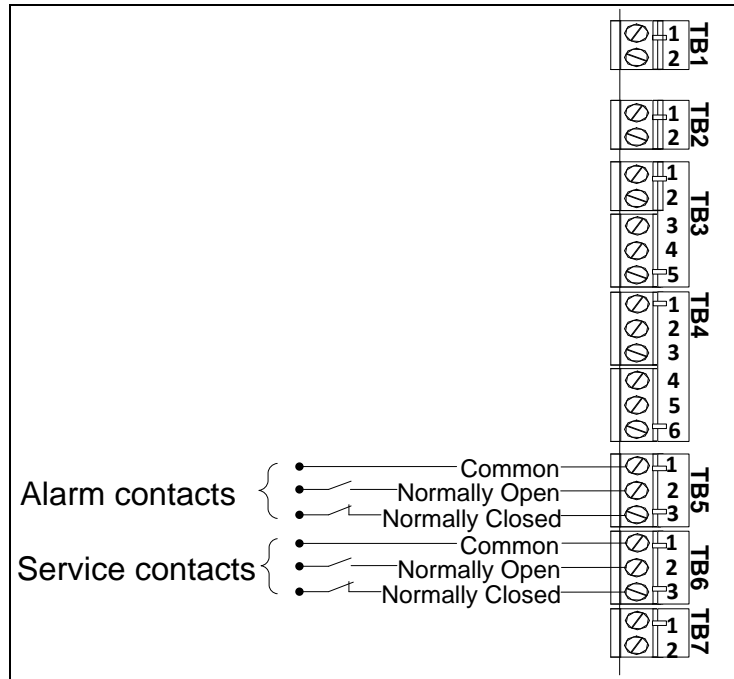 TB1
1
2
TB2
1
2
TB3
1
2
3
4
5
TB4
1
2
3
4
5
6
Alarm contacts
Common
Normally Open
Normally Closed
1
2
3
TB5
Service contacts
Common
Normally Open
Normally Closed
1
2
3
TB6
1
2
TB7